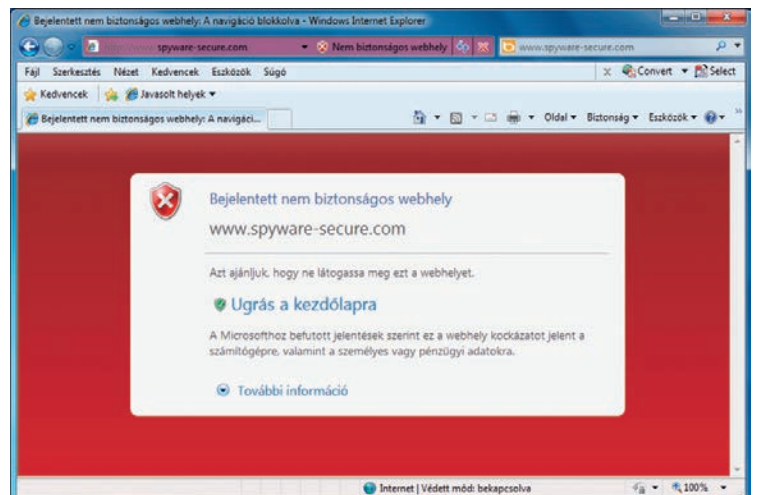 Bejelentett nem biztonságos webhely: A navigáció blokkolva - Windows Internet Explorer
spyware-secure.com Nem biztonságos webhely www.spyware-secure.com
Fájl Szerkesztés Nézet Kedvencek Eszközök Súgó x Convert Select
Kedvencek Javasolt helyek
Bejelentett nem biztonságos webhely: A navigáci... Oldal Biztonság Eszközök »
Bejelentett nem biztonságos webhely
www.spyware-secure.com
Azt ajánljuk, hogy ne látogassa meg ezt a webhelyet.
Ugrás a kezdőlapra
A Microsofthoz befutott jelentések szerint ez a webhely kockázatot jelent a
számítógépre, valamint a személyes vagy pénzügyi adatokra.
További információ
Internet | Védett mód: bekapcsolva 100%